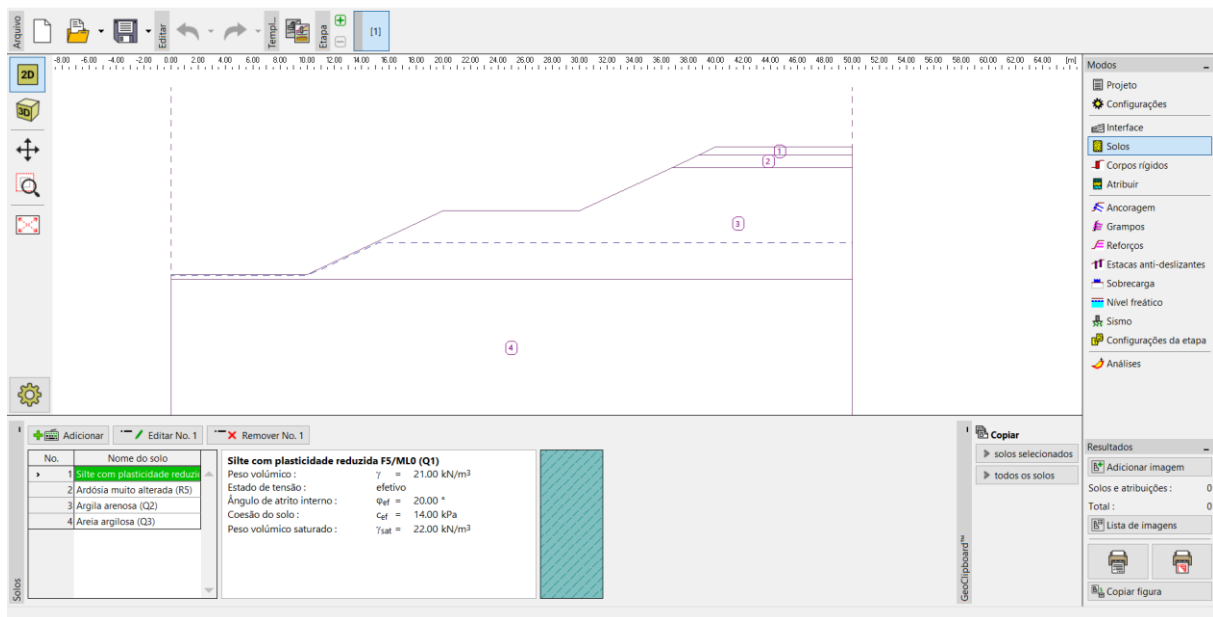 Arquivo
Editar
Templ...
Etapa
[1]
-8.00 -6.00 -4.00 -2.00 0.00 2.00 4.00 6.00 8.00 10.00 12.00 14.00 16.00 18.00 20.00 22.00 24.00 26.00 28.00 30.00 32.00 34.00 36.00 38.00 40.00 42.00 44.00 46.00 48.00 50.00 52.00 54.00 56.00 58.00 60.00 62.00 64.00 [m]
2D
3D
1
2
3
4
Modos
Projeto
Configurações
Interface
Solos
Corpos rígidos
Atribuir
Ancoragem
Grampos
Reforços
Estacas anti-deslizantes
Sobrecarga
Nível freático
Sismo
Configurações da etapa
Análises
Solos
Adicionar Editar No. 1 Remover No. 1
No. Nome do solo
1 Silte com plasticidade reduzid
2 Ardósia muito alterada (R5)
3 Argila arenosa (Q2)
4 Areia argilosa (Q3)
Silte com plasticidade reduzida F5/ML0 (Q1)
Peso volúmico : γ = 21.00 kN/m³
Estado de tensão : efetivo
Ângulo de atrito interno : φef = 20.00 °
Coesão do solo : cef = 14.00 kPa
Peso volúmico saturado : γsat = 22.00 kN/m³
GeoClipboard™
Copiar
solos selecionados
todos os solos
Resultados
Adicionar imagem
Solos e atribuições : 0
Total : 0
Lista de imagens
Copiar figura